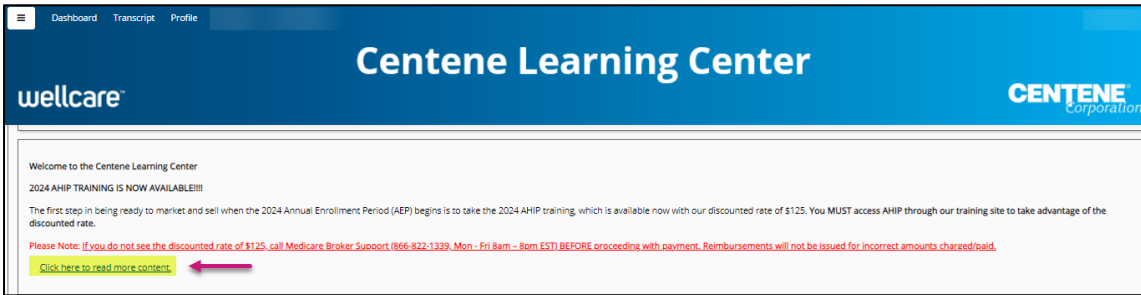 ☰ Dashboard Transcript Profile
Centene Learning Center
wellcare™
CENTENE®
Corporation
Welcome to the Centene Learning Center
2024 AHIP TRAINING IS NOW AVAILABLE!!!!
The first step in being ready to market and sell when the 2024 Annual Enrollment Period (AEP) begins is to take the 2024 AHIP training, which is available now with our discounted rate of $125. You MUST access AHIP through our training site to take advantage of the
discounted rate.
Please Note: If you do not see the discounted rate of $125, call Medicare Broker Support (866-822-1339, Mon - Fri 8am – 8pm EST) BEFORE proceeding with payment. Reimbursements will not be issued for incorrect amounts charged/paid.
Click here to read more content.